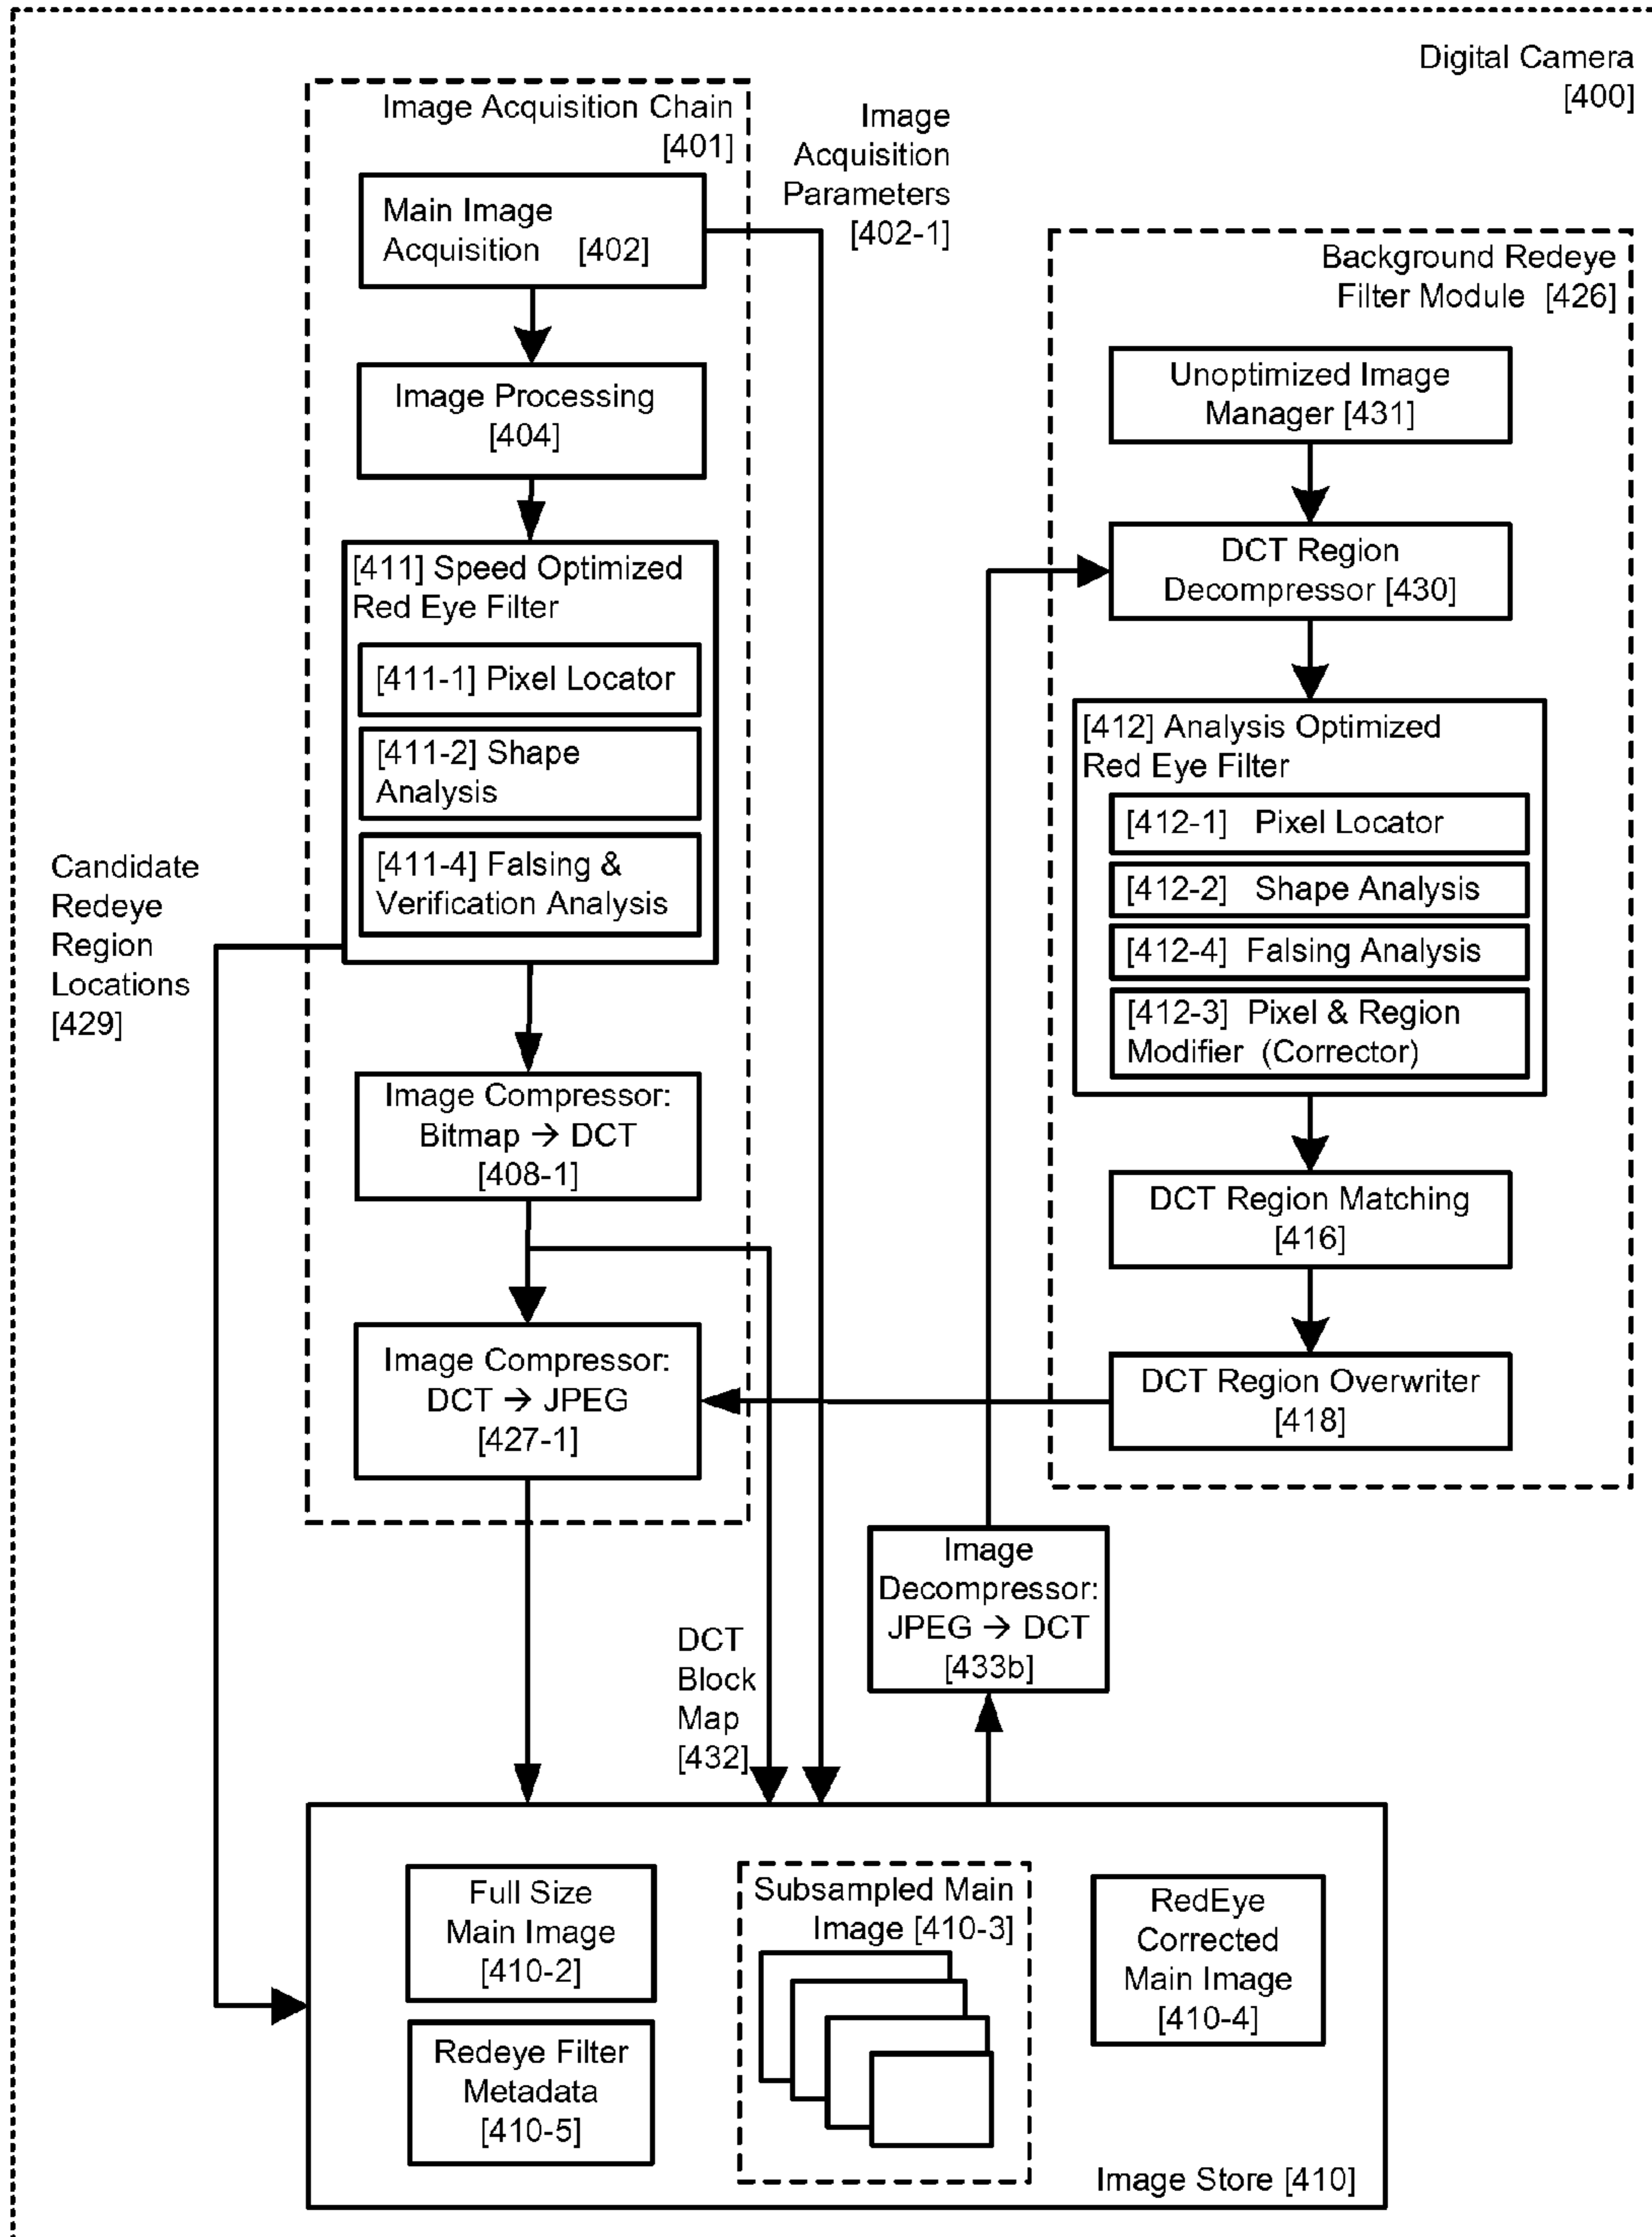 Digital Camera
[400]
Image Acquisition Chain
[401]
Image
Acquisition
Parameters
[402-1]
Main Image
Acquisition [402]
Image Processing
[404]
[411] Speed Optimized
Red Eye Filter
[411-1] Pixel Locator
[411-2] Shape
Analysis
[411-4] Falsing &
Verification Analysis
Candidate
Redeye
Region
Locations
[429]
Image Compressor:
Bitmap → DCT
[408-1]
Image Compressor:
DCT → JPEG
[427-1]
Background Redeye
Filter Module [426]
Unoptimized Image
Manager [431]
DCT Region
Decompressor [430]
[412] Analysis Optimized
Red Eye Filter
[412-1] Pixel Locator
[412-2] Shape Analysis
[412-4] Falsing Analysis
[412-3] Pixel & Region
Modifier (Corrector)
DCT Region Matching
[416]
DCT Region Overwriter
[418]
Image
Decompressor:
JPEG → DCT
[433b]
DCT
Block
Map
[432]
Full Size
Main Image
[410-2]
Redeye Filter
Metadada
[410-5]
Subsampled Main
Image [410-3]
RedEye
Corrected
Main Image
[410-4]
Image Store [410]